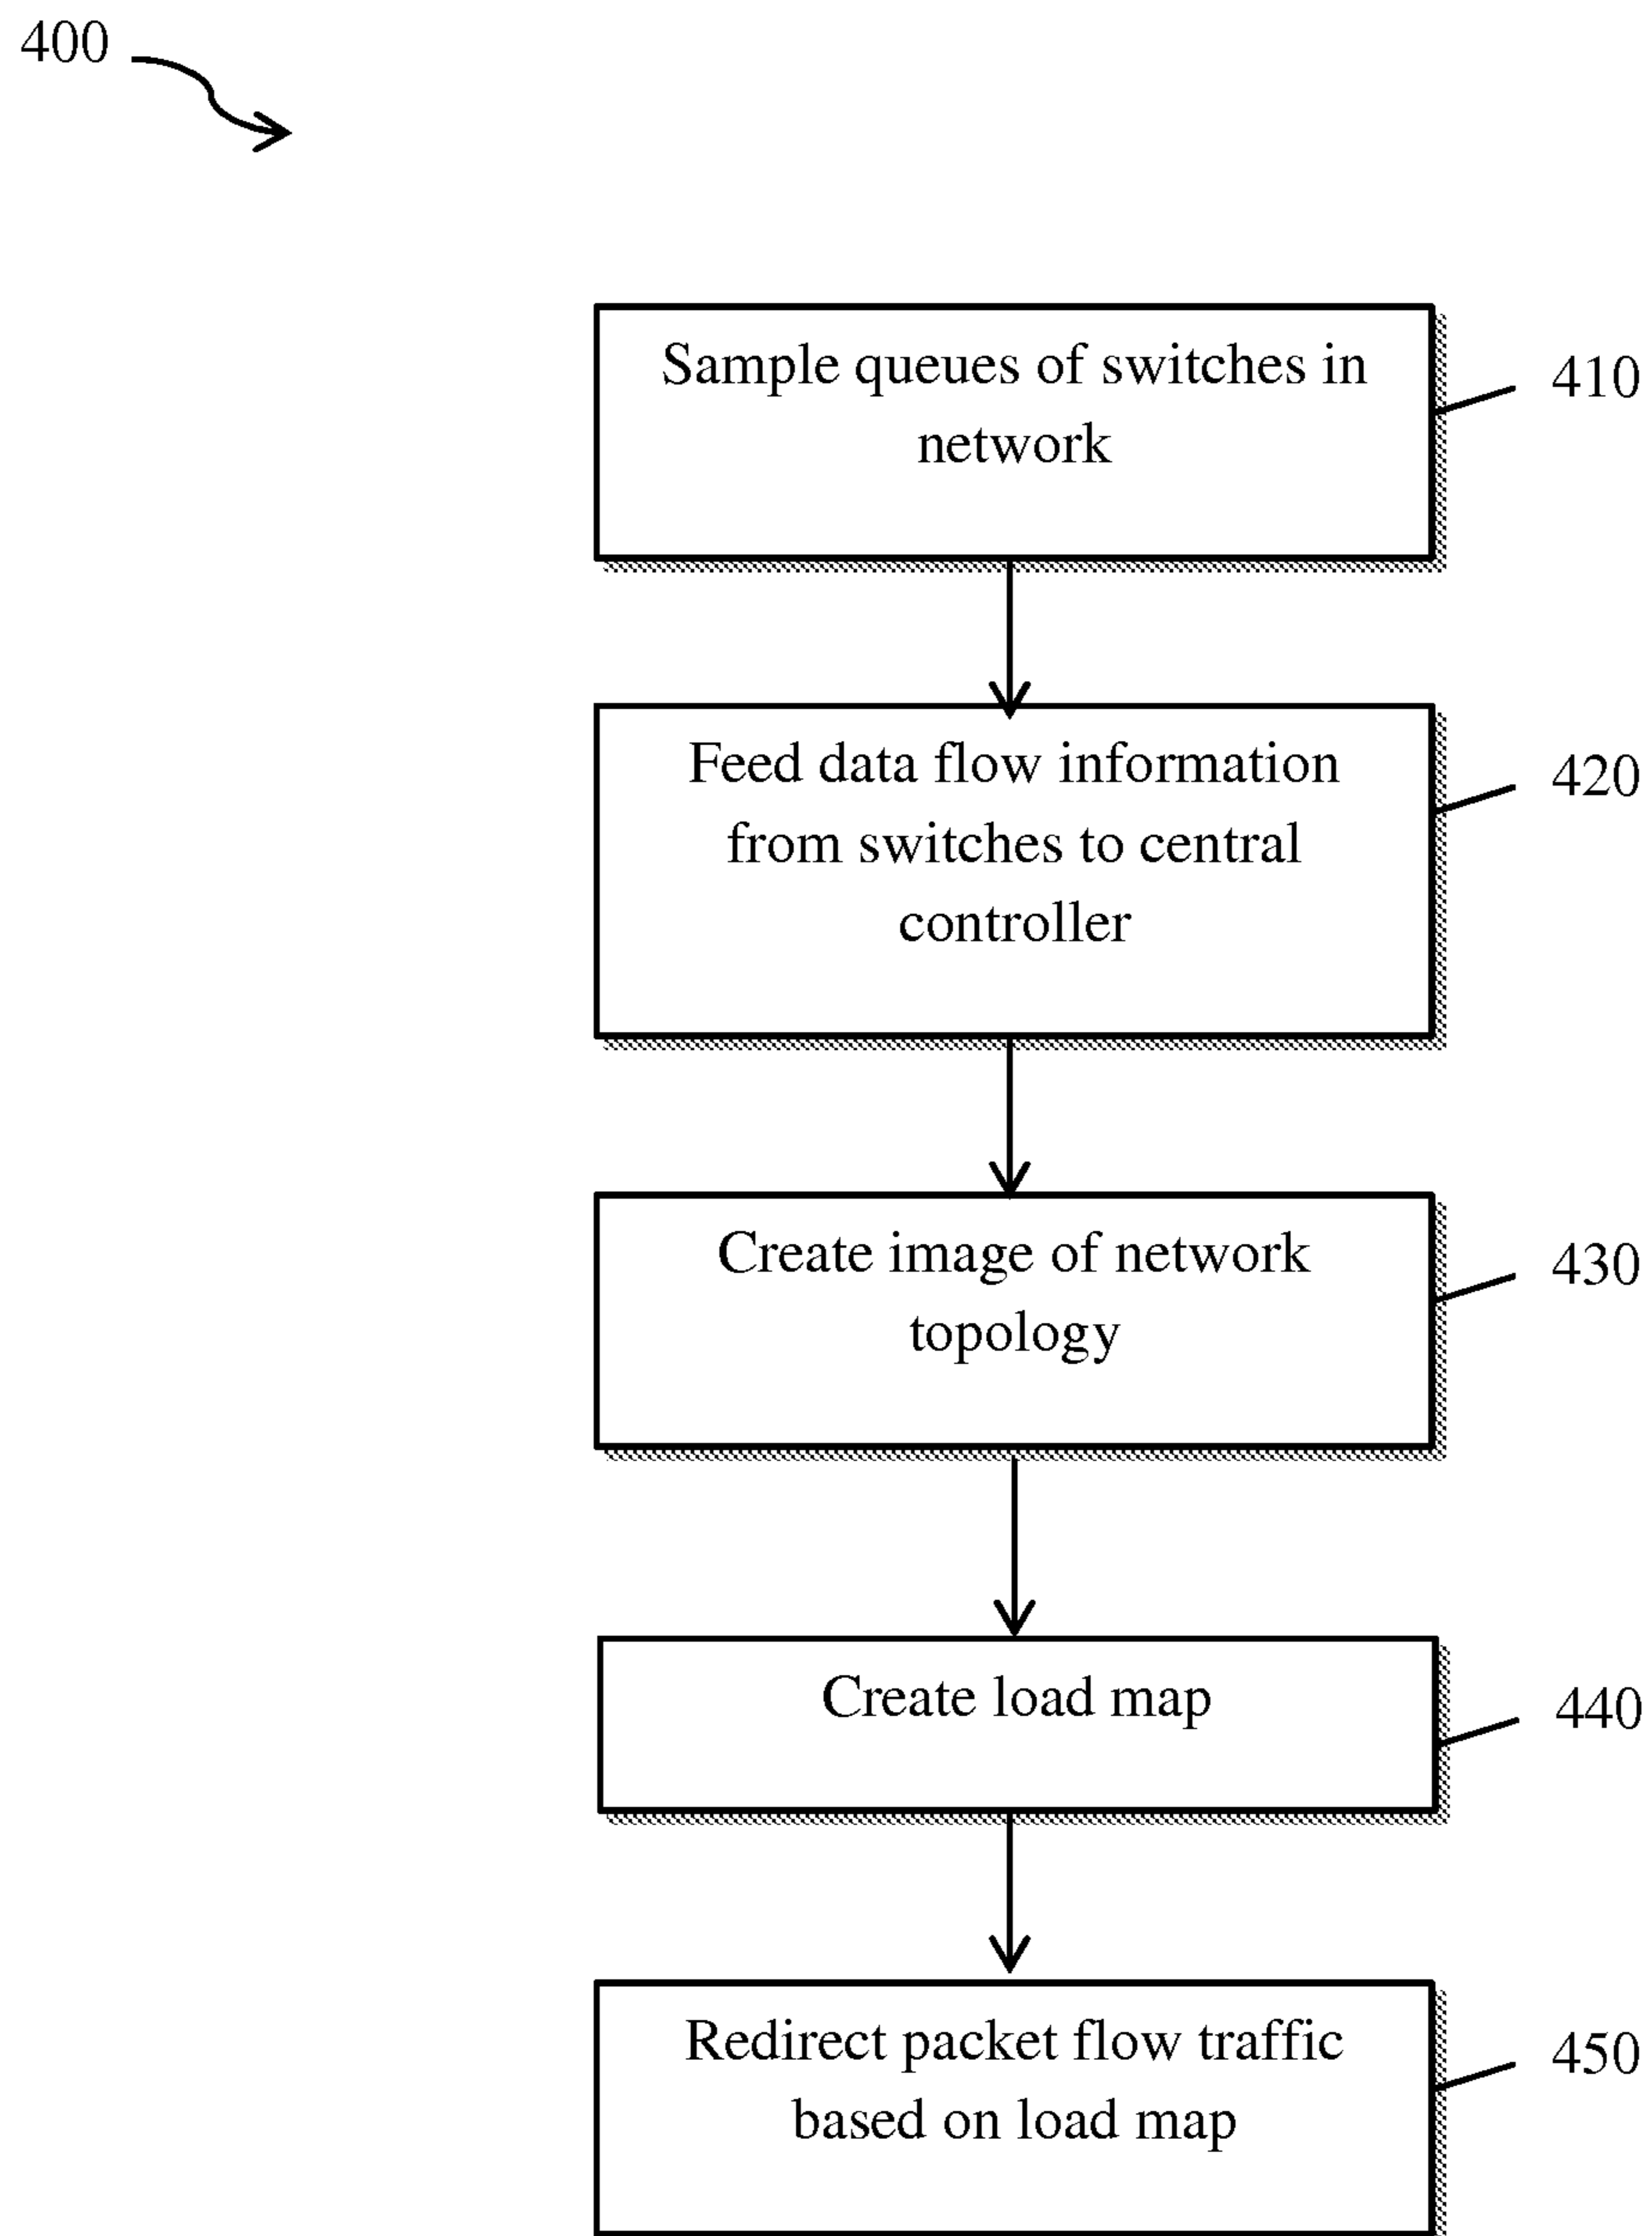 400
Sample queues of switches in
network
410
Feed data flow information
from switches to central
controller
420
Create image of network
topology
430
Create load map
440
Redirect packet flow traffic
based on load map
450